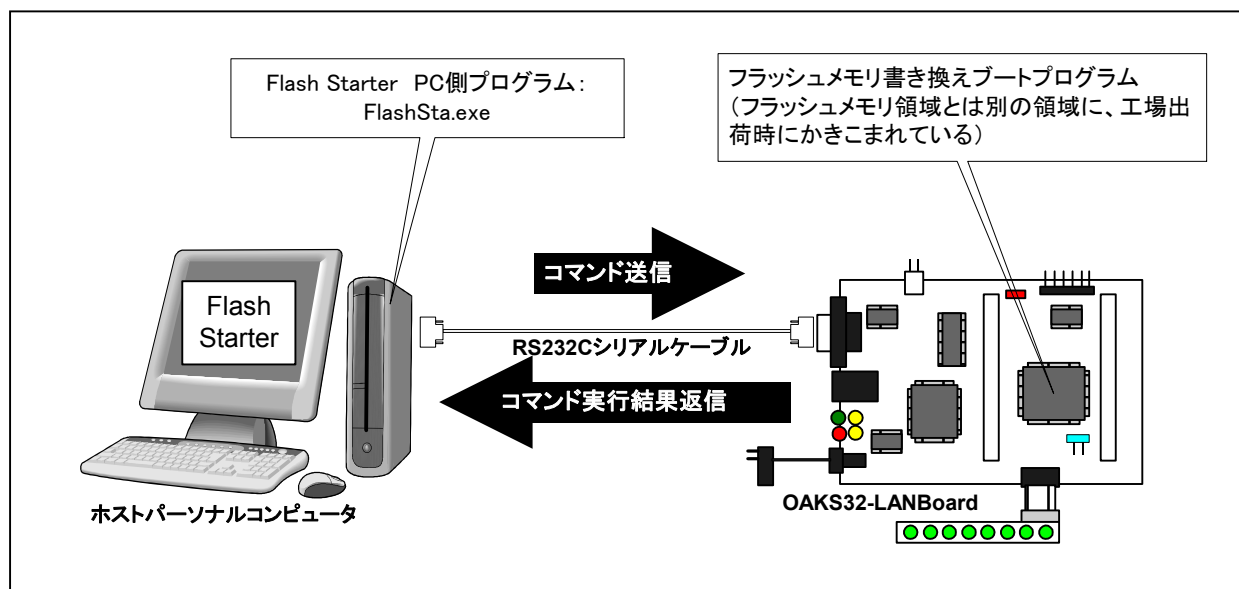 Flash Starter PC側プログラム：
FlashSta.exe
フラッシュメモリ書き換えブートプログラム
（フラッシュメモリ領域とは別の領域に、工場出
荷時にかきこまれている）
コマンド送信
Flash
Starter
RS232Cシリアルケーブル
コマンド実行結果返信
OAKS32-LANBoard
ホストパーソナルコンピュータ